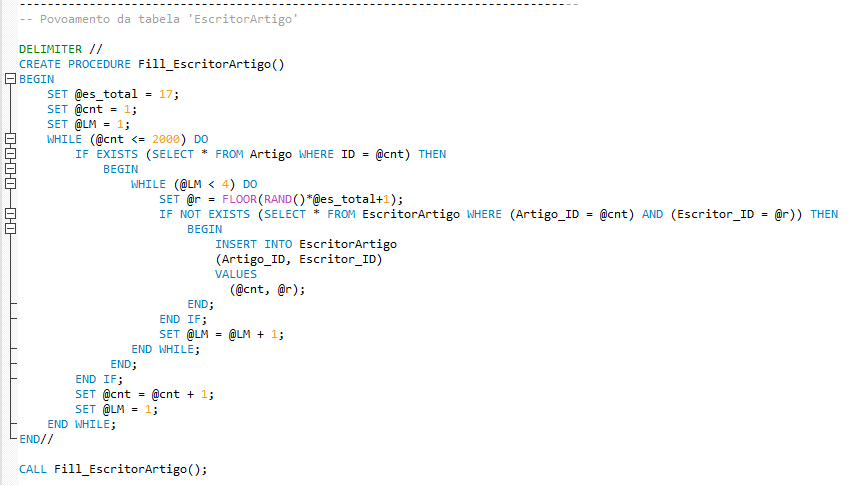 --------------------------------------------------------------------------------
-- Povoamento da tabela 'EscritorArtigo'
DELIMITER //
CREATE PROCEDURE Fill_EscritorArtigo()
BEGIN
    SET @es_total = 17;
    SET @cnt = 1;
    SET @LM = 1;
    WHILE (@cnt <= 2000) DO
        IF EXISTS (SELECT * FROM Artigo WHERE ID = @cnt) THEN
            BEGIN
                WHILE (@LM < 4) DO
                    SET @r = FLOOR(RAND()*@es_total+1);
                    IF NOT EXISTS (SELECT * FROM EscritorArtigo WHERE (Artigo_ID = @cnt) AND (Escritor_ID = @r)) THEN
                        BEGIN
                            INSERT INTO EscritorArtigo
                            (Artigo_ID, Escritor_ID)
                            VALUES
                              (@cnt, @r);
                        END;
                    END IF;
                    SET @LM = @LM + 1;
                END WHILE;
             END;
        END IF;
        SET @cnt = @cnt + 1;
        SET @LM = 1;
    END WHILE;
END//
CALL Fill_EscritorArtigo();